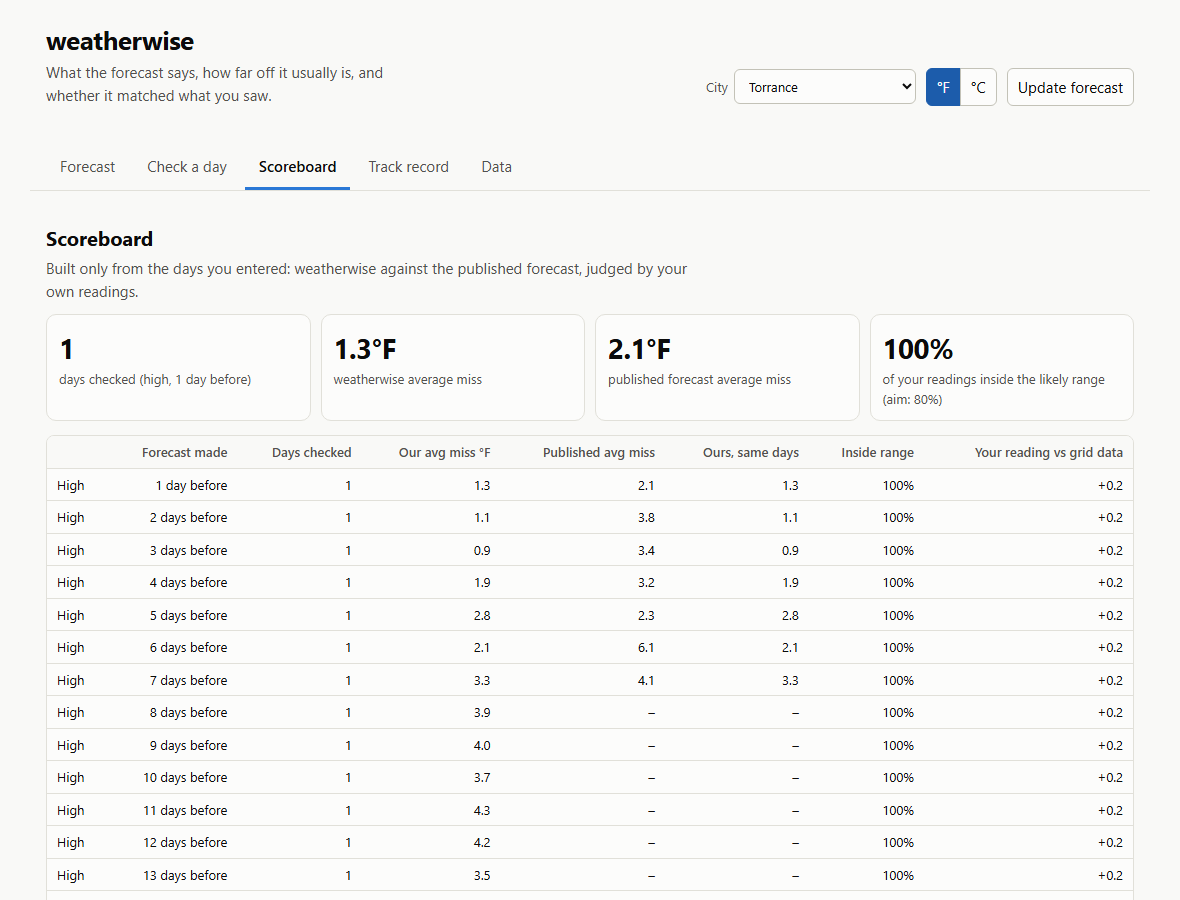 weatherwise
What the forecast says, how far off it usually is, and
whether it matched what you saw.
City Torrance °F °C Update forecast
Forecast Check a day Scoreboard Track record Data
Scoreboard
Built only from the days you entered: weatherwise against the published forecast, judged by your
own readings.
1 1.3°F 2.1°F 100%
days checked (high, 1 day before) weatherwise average miss published forecast average miss of your readings inside the likely range
(aim: 80%)
Forecast made Days checked Our avg miss °F Published avg miss Ours, same days Inside range Your reading vs grid data
High 1 day before 1 1.3 2.1 1.3 100% +0.2
High 2 days before 1 1.1 3.8 1.1 100% +0.2
High 3 days before 1 0.9 3.4 0.9 100% +0.2
High 4 days before 1 1.9 3.2 1.9 100% +0.2
High 5 days before 1 2.8 2.3 2.8 100% +0.2
High 6 days before 1 2.1 6.1 2.1 100% +0.2
High 7 days before 1 3.3 4.1 3.3 100% +0.2
High 8 days before 1 3.9 – – 100% +0.2
High 9 days before 1 4.0 – – 100% +0.2
High 10 days before 1 3.7 – – 100% +0.2
High 11 days before 1 4.3 – – 100% +0.2
High 12 days before 1 4.2 – – 100% +0.2
High 13 days before 1 3.5 – – 100% +0.2